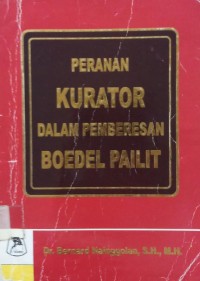 PERANAN
KURATOR
DALAM PEMBERESAN
BOEDEL PAILIT
Dr. Bernard Nainggolan, S.H., M.H.